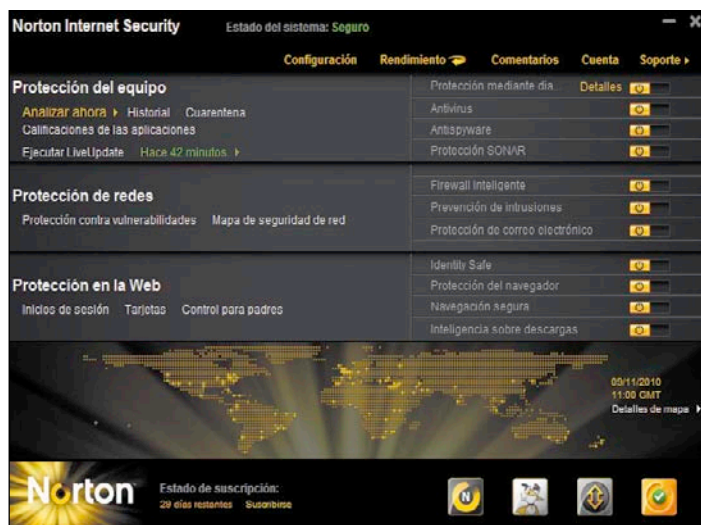 Norton Internet Security
Estado del sistema: Seguro
Configuración Rendimiento Comentarios Cuenta Soporte
Protección del equipo
Analizar ahora Historial Cuarentena
Calificaciones de las aplicaciones
Ejecutar LiveUpdate Hace 42 minutos
Protección mediante dia... Detalles
Antivirus
Antispyware
Protección SONAR
Protección de redes
Protección contra vulnerabilidades Mapa de seguridad de red
Firewall inteligente
Prevención de intrusiones
Protección de correo electrónico
Protección en la Web
Inicios de sesión Tarjetas Control para padres
Identity Safe
Protección del navegador
Navegación segura
Inteligencia sobre descargas
09/11/2010
11:00 GMT
Detalles de mapa
Norton
Estado de suscripción:
29 días restantes Suscribirse